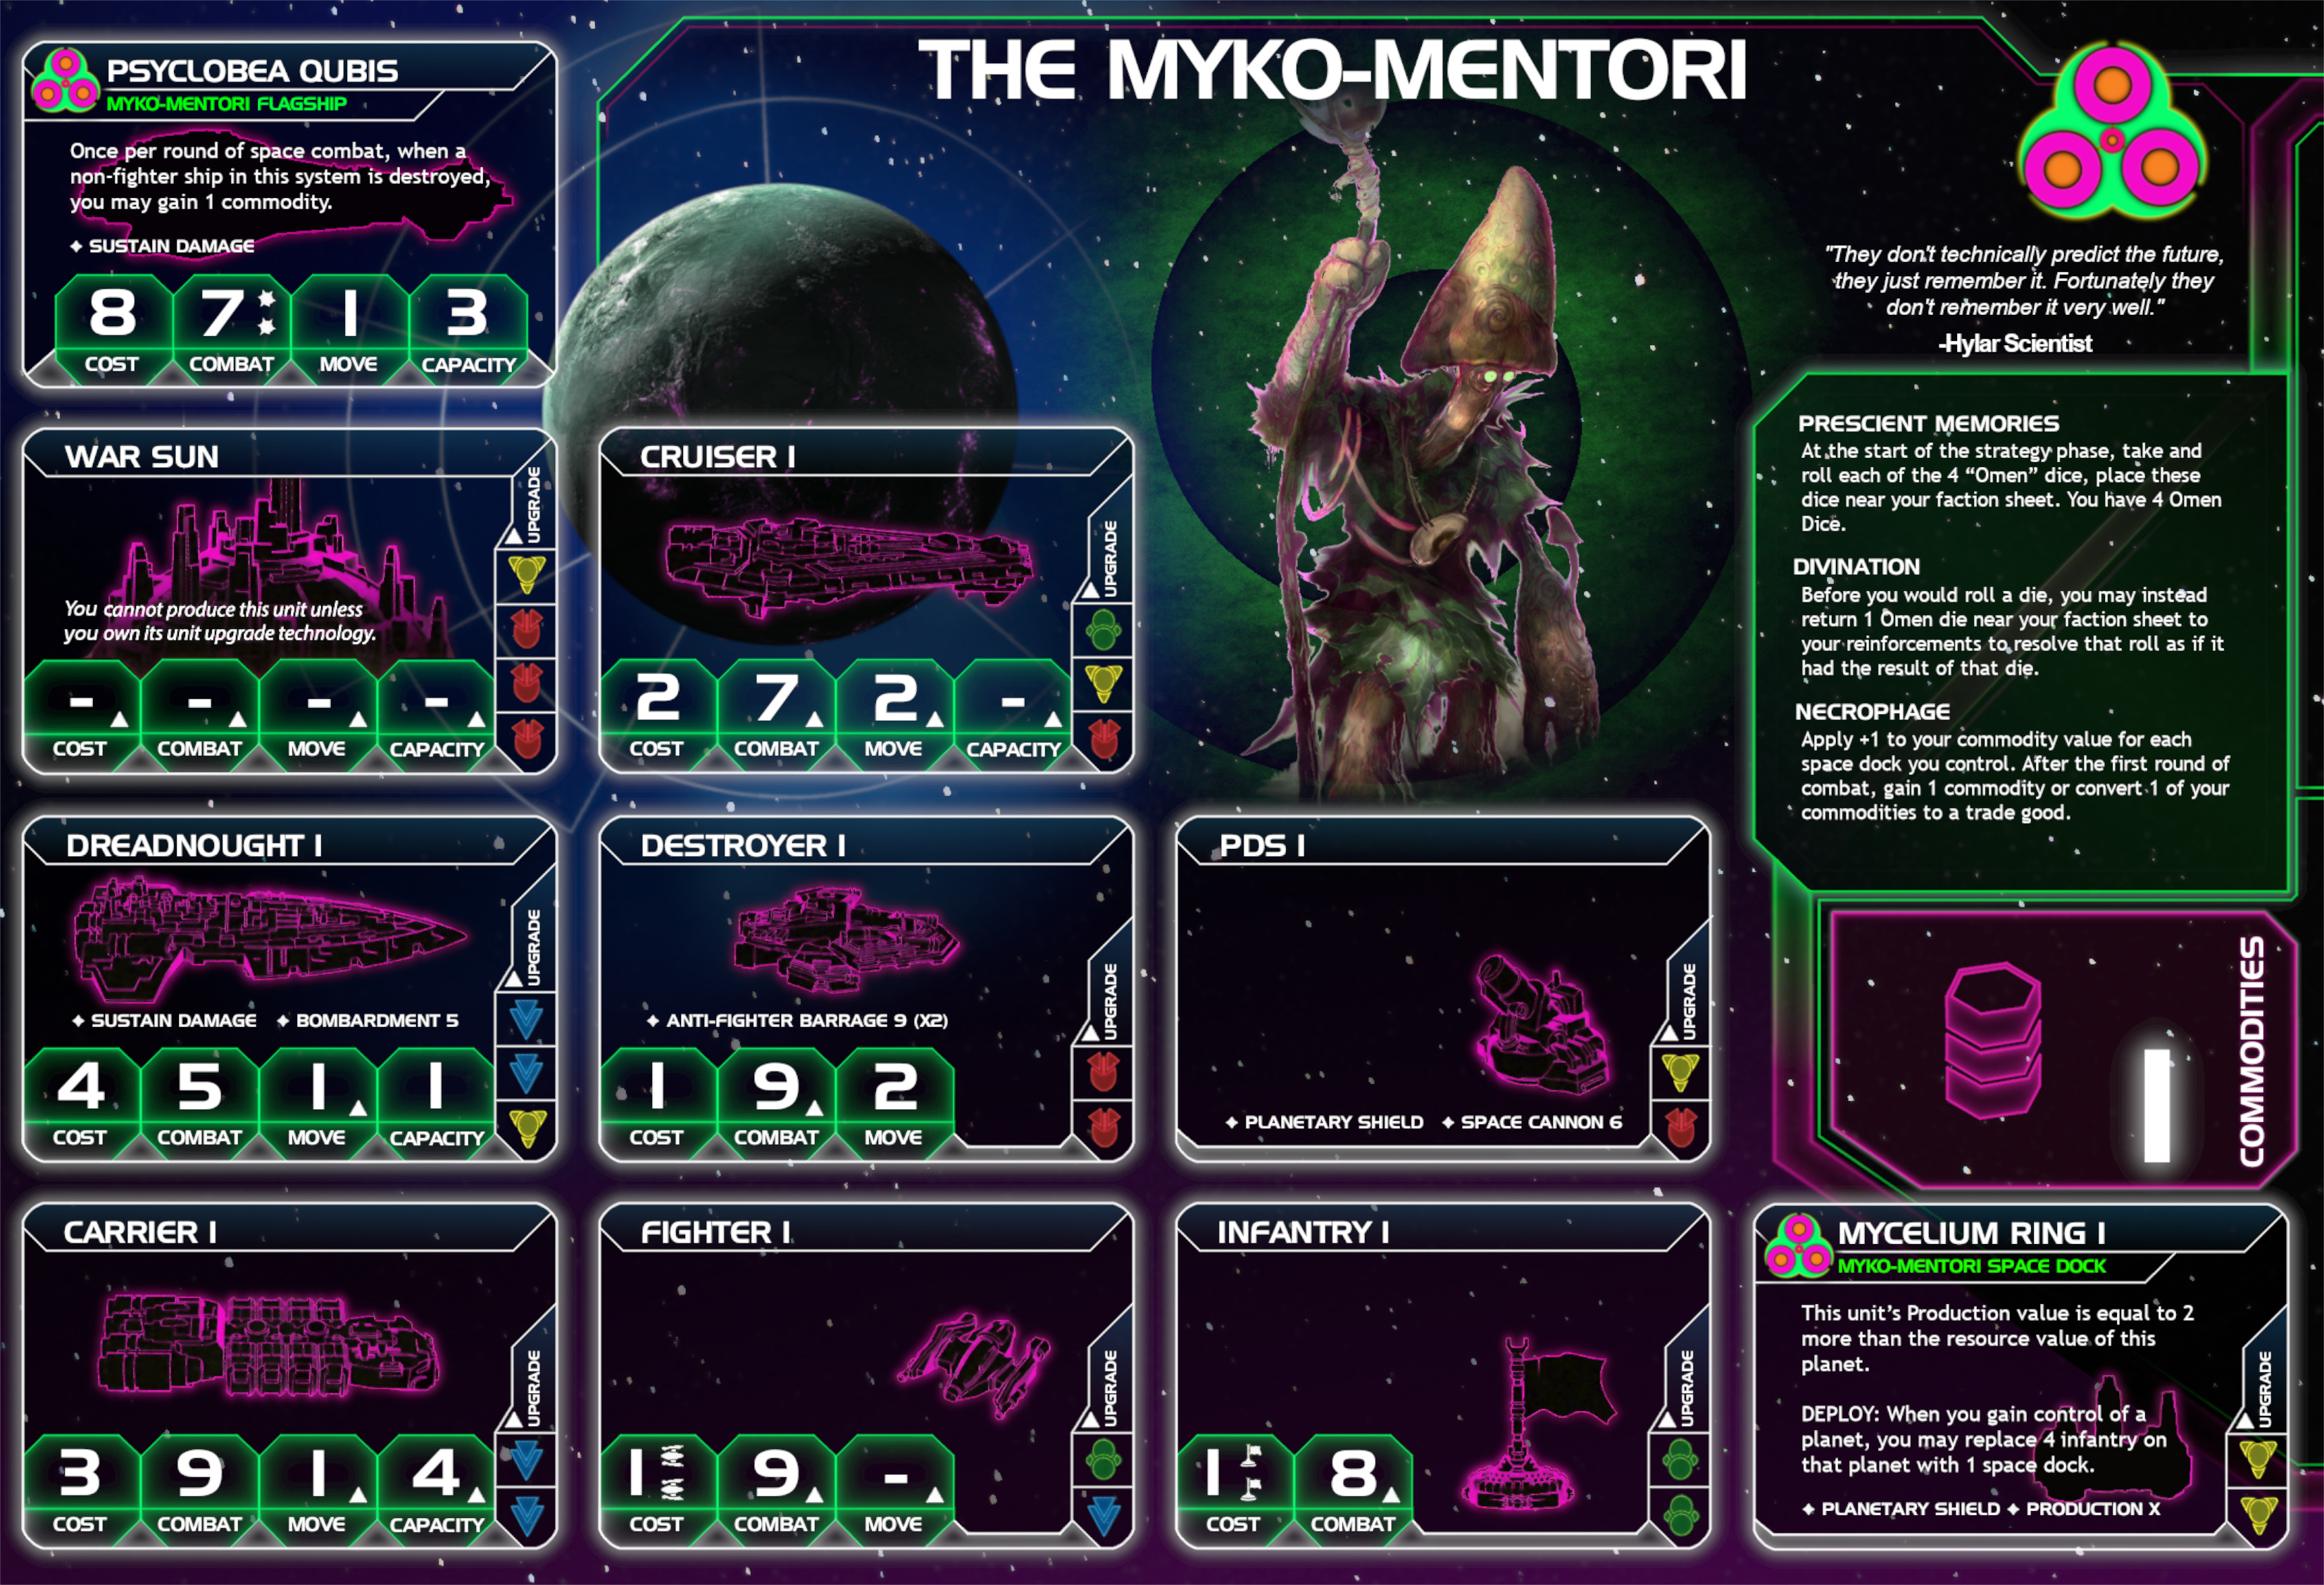 THE MYKO-MENTORI
PSYCLOBEA QUBIS
MYKO-MENTORI FLAGSHIP
Once per round of space combat, when a
non-fighter ship in this system is destroyed,
you may gain 1 commodity.
SUSTAIN DAMAGE
8 7 1 3
COST COMBAT MOVE CAPACITY
"They don't technically predict the future,
they just remember it. Fortunately they
don't remember it very well."
-Hylar Scientist
WAR SUN
UPGRADE
You cannot produce this unit unless
you own its unit upgrade technology.
- - - -
COST COMBAT MOVE CAPACITY
CRUISER I
UPGRADE
2 7 2 -
COST COMBAT MOVE CAPACITY
PRESCIENT MEMORIES
At the start of the strategy phase, take and
roll each of the 4 “Omen” dice, place these
dice near your faction sheet. You have 4 Omen
Dice.
DIVINATION
Before you would roll a die, you may instead
return 1 Omen die near your faction sheet to
your reinforcements to resolve that roll as if it
had the result of that die.
NECROPHAGE
Apply +1 to your commodity value for each
space dock you control. After the first round of
combat, gain 1 commodity or convert 1 of your
commodities to a trade good.
DREADNOUGHT I
UPGRADE
SUSTAIN DAMAGE BOMBARDMENT 5
4 5 1 1
COST COMBAT MOVE CAPACITY
DESTROYER I
UPGRADE
ANTI-FIGHTER BARRAGE 9 (X2)
1 9 2
COST COMBAT MOVE
PDS I
UPGRADE
PLANETARY SHIELD SPACE CANNON 6
1
COMMODITIES
CARRIER I
UPGRADE
3 9 1 4
COST COMBAT MOVE CAPACITY
FIGHTER I
UPGRADE
1 9 -
COST COMBAT MOVE
INFANTRY I
UPGRADE
1 8
COST COMBAT
MYCELIUM RING I
MYKO-MENTORI SPACE DOCK
This unit’s Production value is equal to 2
more than the resource value of this
planet.
DEPLOY: When you gain control of a
planet, you may replace 4 infantry on
that planet with 1 space dock.
UPGRADE
PLANETARY SHIELD PRODUCTION X